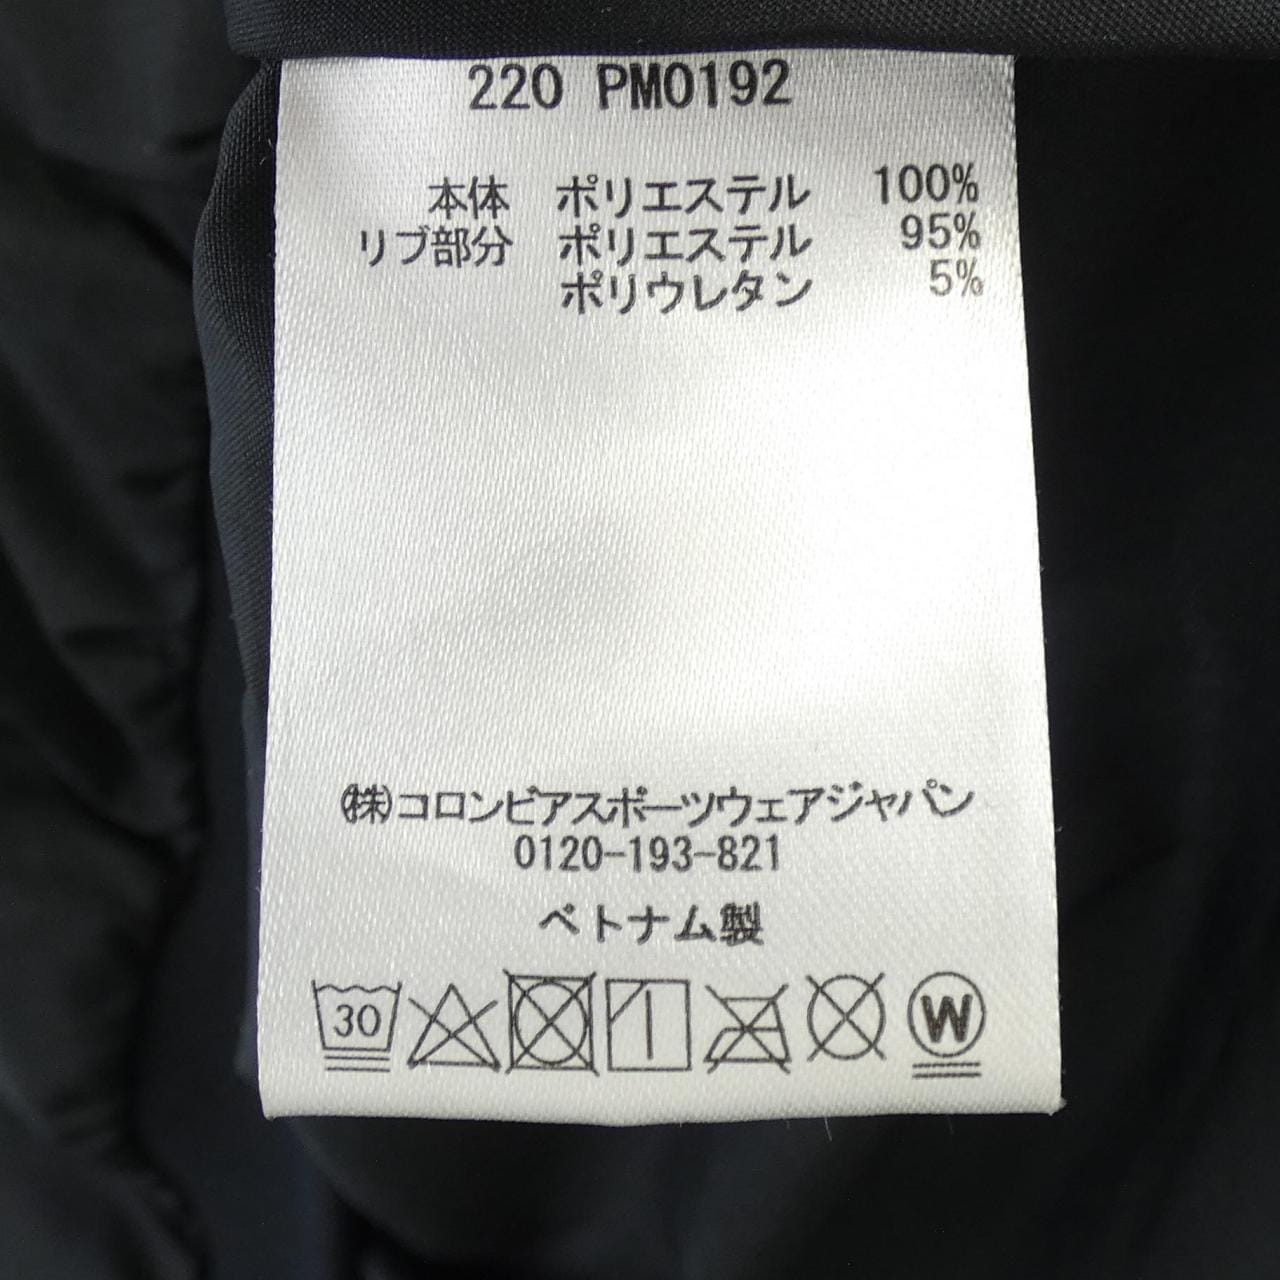 220 PM0192
本体 ポリエステル 100%
リブ部分 ポリエステル 95%
ポリウレタン 5%
㈱コロンビアスポーツウェアジャパン
0120-193-821
ベトナム製
30 W